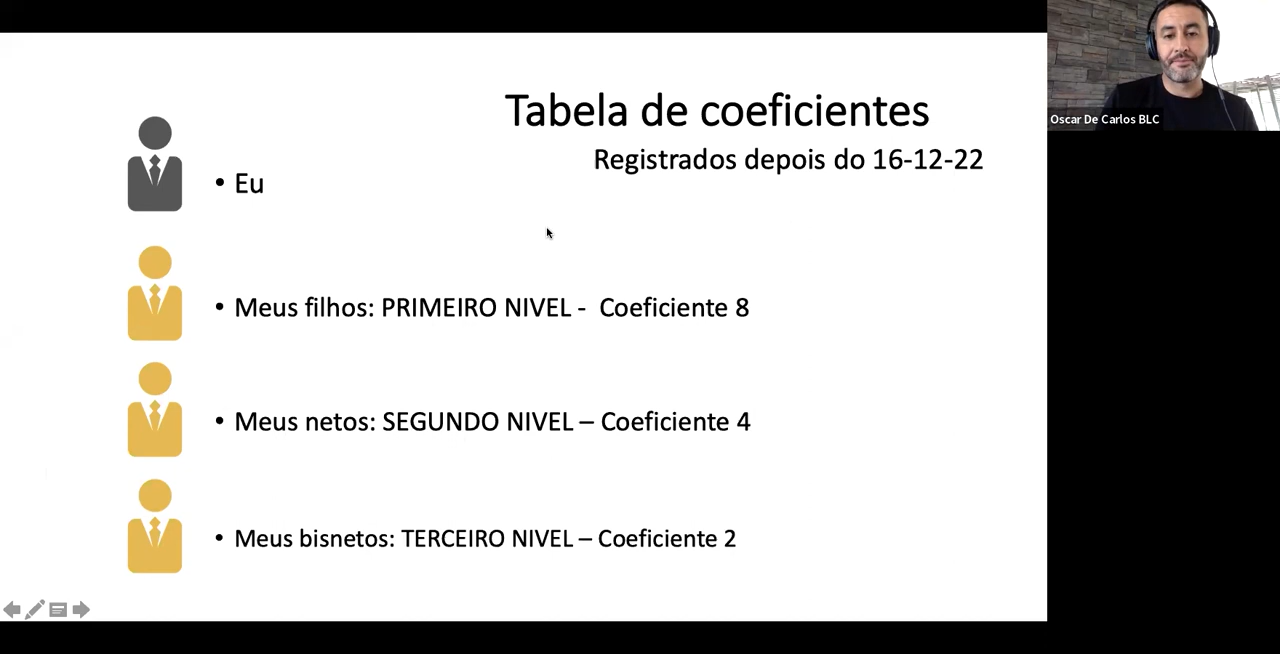 Tabela de coeficientes
Registrados depois do 16-12-22
• Eu
• Meus filhos: PRIMEIRO NIVEL -  Coeficiente 8
• Meus netos: SEGUNDO NIVEL – Coeficiente 4
• Meus bisnetos: TERCEIRO NIVEL – Coeficiente 2
Oscar De Carlos BLC